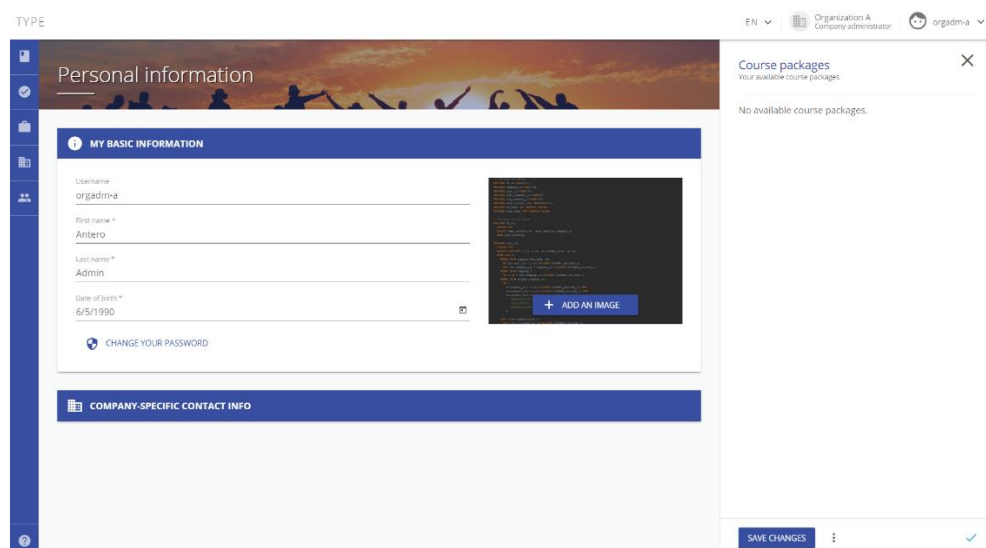 TYPE
EN
Organization A
Company administrator
orgadm-a
Personal information
Course packages
Your available course packages
No available course packages.
MY BASIC INFORMATION
Username
orgadm-a
First name *
Antero
Last name *
Admin
Date of birth *
6/5/1990
ADD AN IMAGE
CHANGE YOUR PASSWORD
COMPANY-SPECIFIC CONTACT INFO
SAVE CHANGES